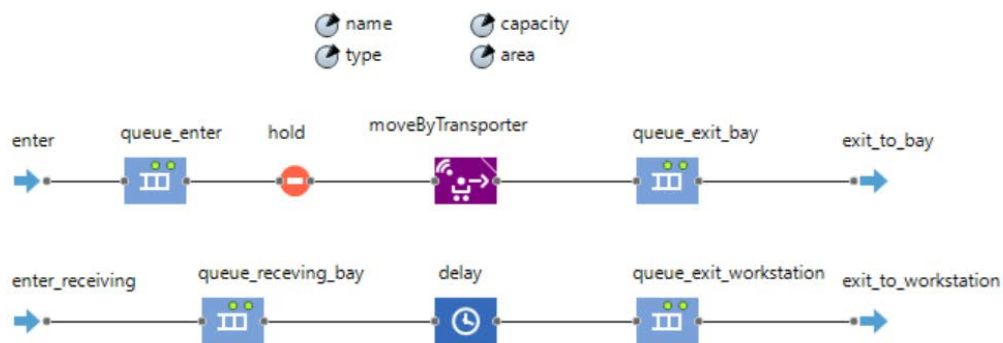 name capacity
type area
enter queue_enter hold moveByTransporter queue_exit_bay exit_to_bay
enter_receiving queue_receving_bay delay queue_exit_workstation exit_to_workstation